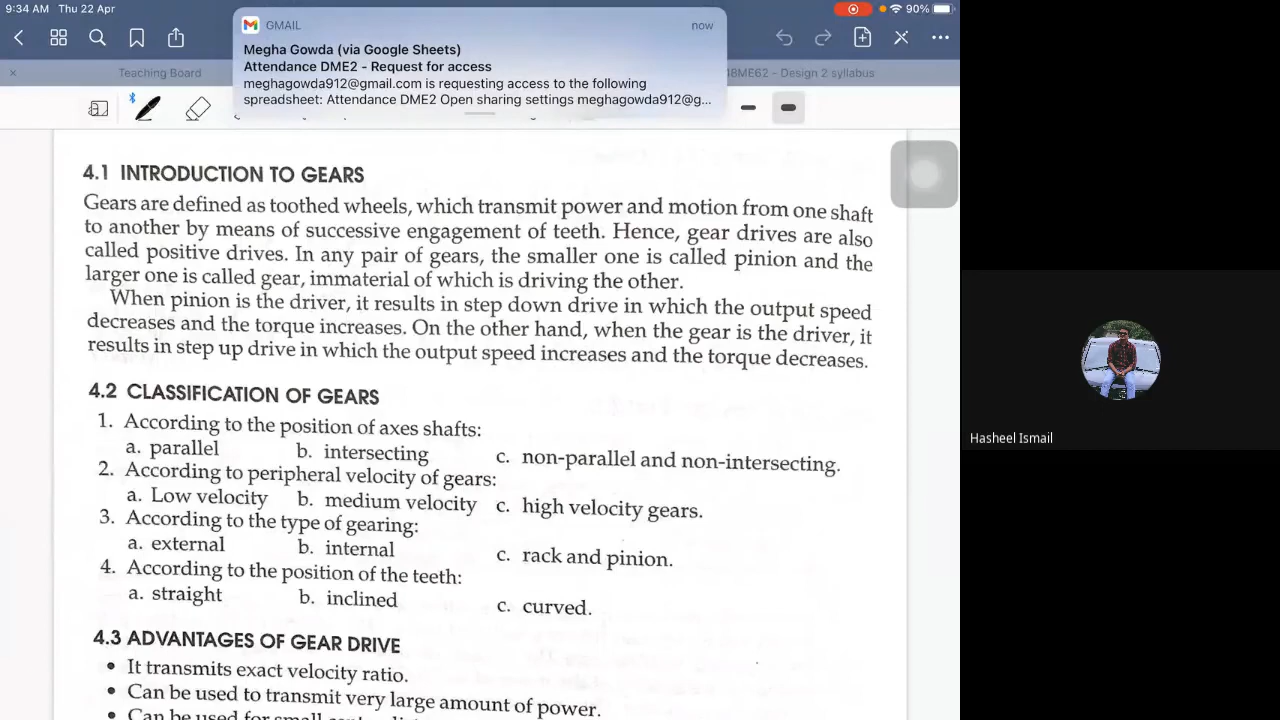 9:34 AM Thu 22 Apr
90%
GMAIL
now
Megha Gowda (via Google Sheets)
Attendance DME2 - Request for access
meghagowda912@gmail.com is requesting access to the following
spreadsheet: Attendance DME2 Open sharing settings meghagowda912@g...
Teaching Board
18ME62 - Design 2 syllabus
4.1 INTRODUCTION TO GEARS
Gears are defined as toothed wheels, which transmit power and motion from one shaft
to another by means of successive engagement of teeth. Hence, gear drives are also
called positive drives. In any pair of gears, the smaller one is called pinion and the
larger one is called gear, immaterial of which is driving the other.
When pinion is the driver, it results in step down drive in which the output speed
decreases and the torque increases. On the other hand, when the gear is the driver, it
results in step up drive in which the output speed increases and the torque decreases.
4.2 CLASSIFICATION OF GEARS
1. According to the position of axes shafts:
a. parallel b. intersecting c. non-parallel and non-intersecting.
2. According to peripheral velocity of gears:
a. Low velocity b. medium velocity c. high velocity gears.
3. According to the type of gearing:
a. external b. internal c. rack and pinion.
4. According to the position of the teeth:
a. straight b. inclined c. curved.
4.3 ADVANTAGES OF GEAR DRIVE
• It transmits exact velocity ratio.
• Can be used to transmit very large amount of power.
• Can be used for small
Hasheel Ismail